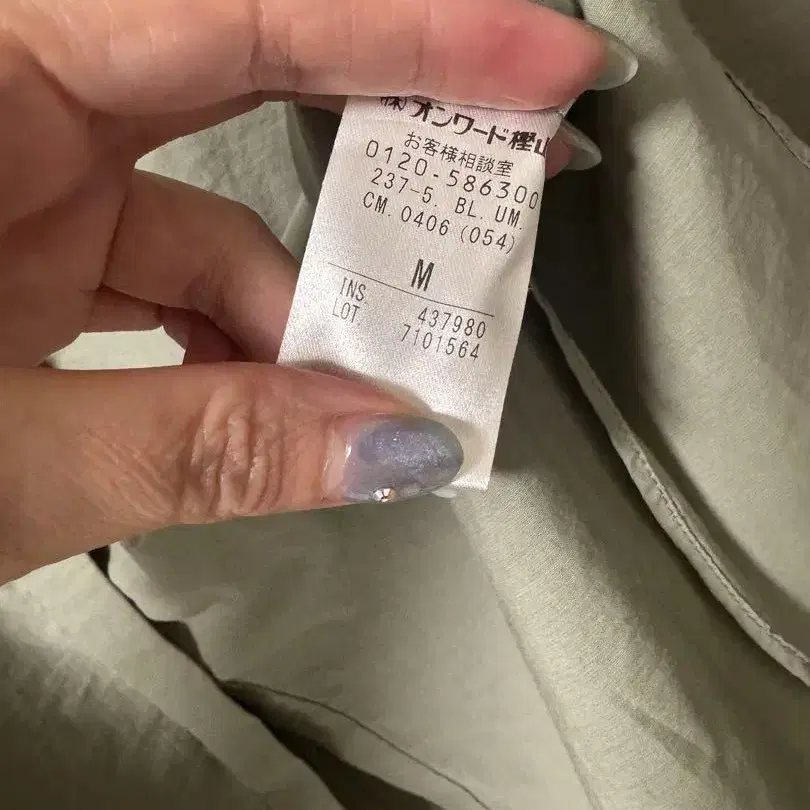 ㈱オンワード樫山
お客様相談室
0120-586300
237-5. BL. UM.
CM. 0406 (054)
M
INS. 437980
LOT. 7101564